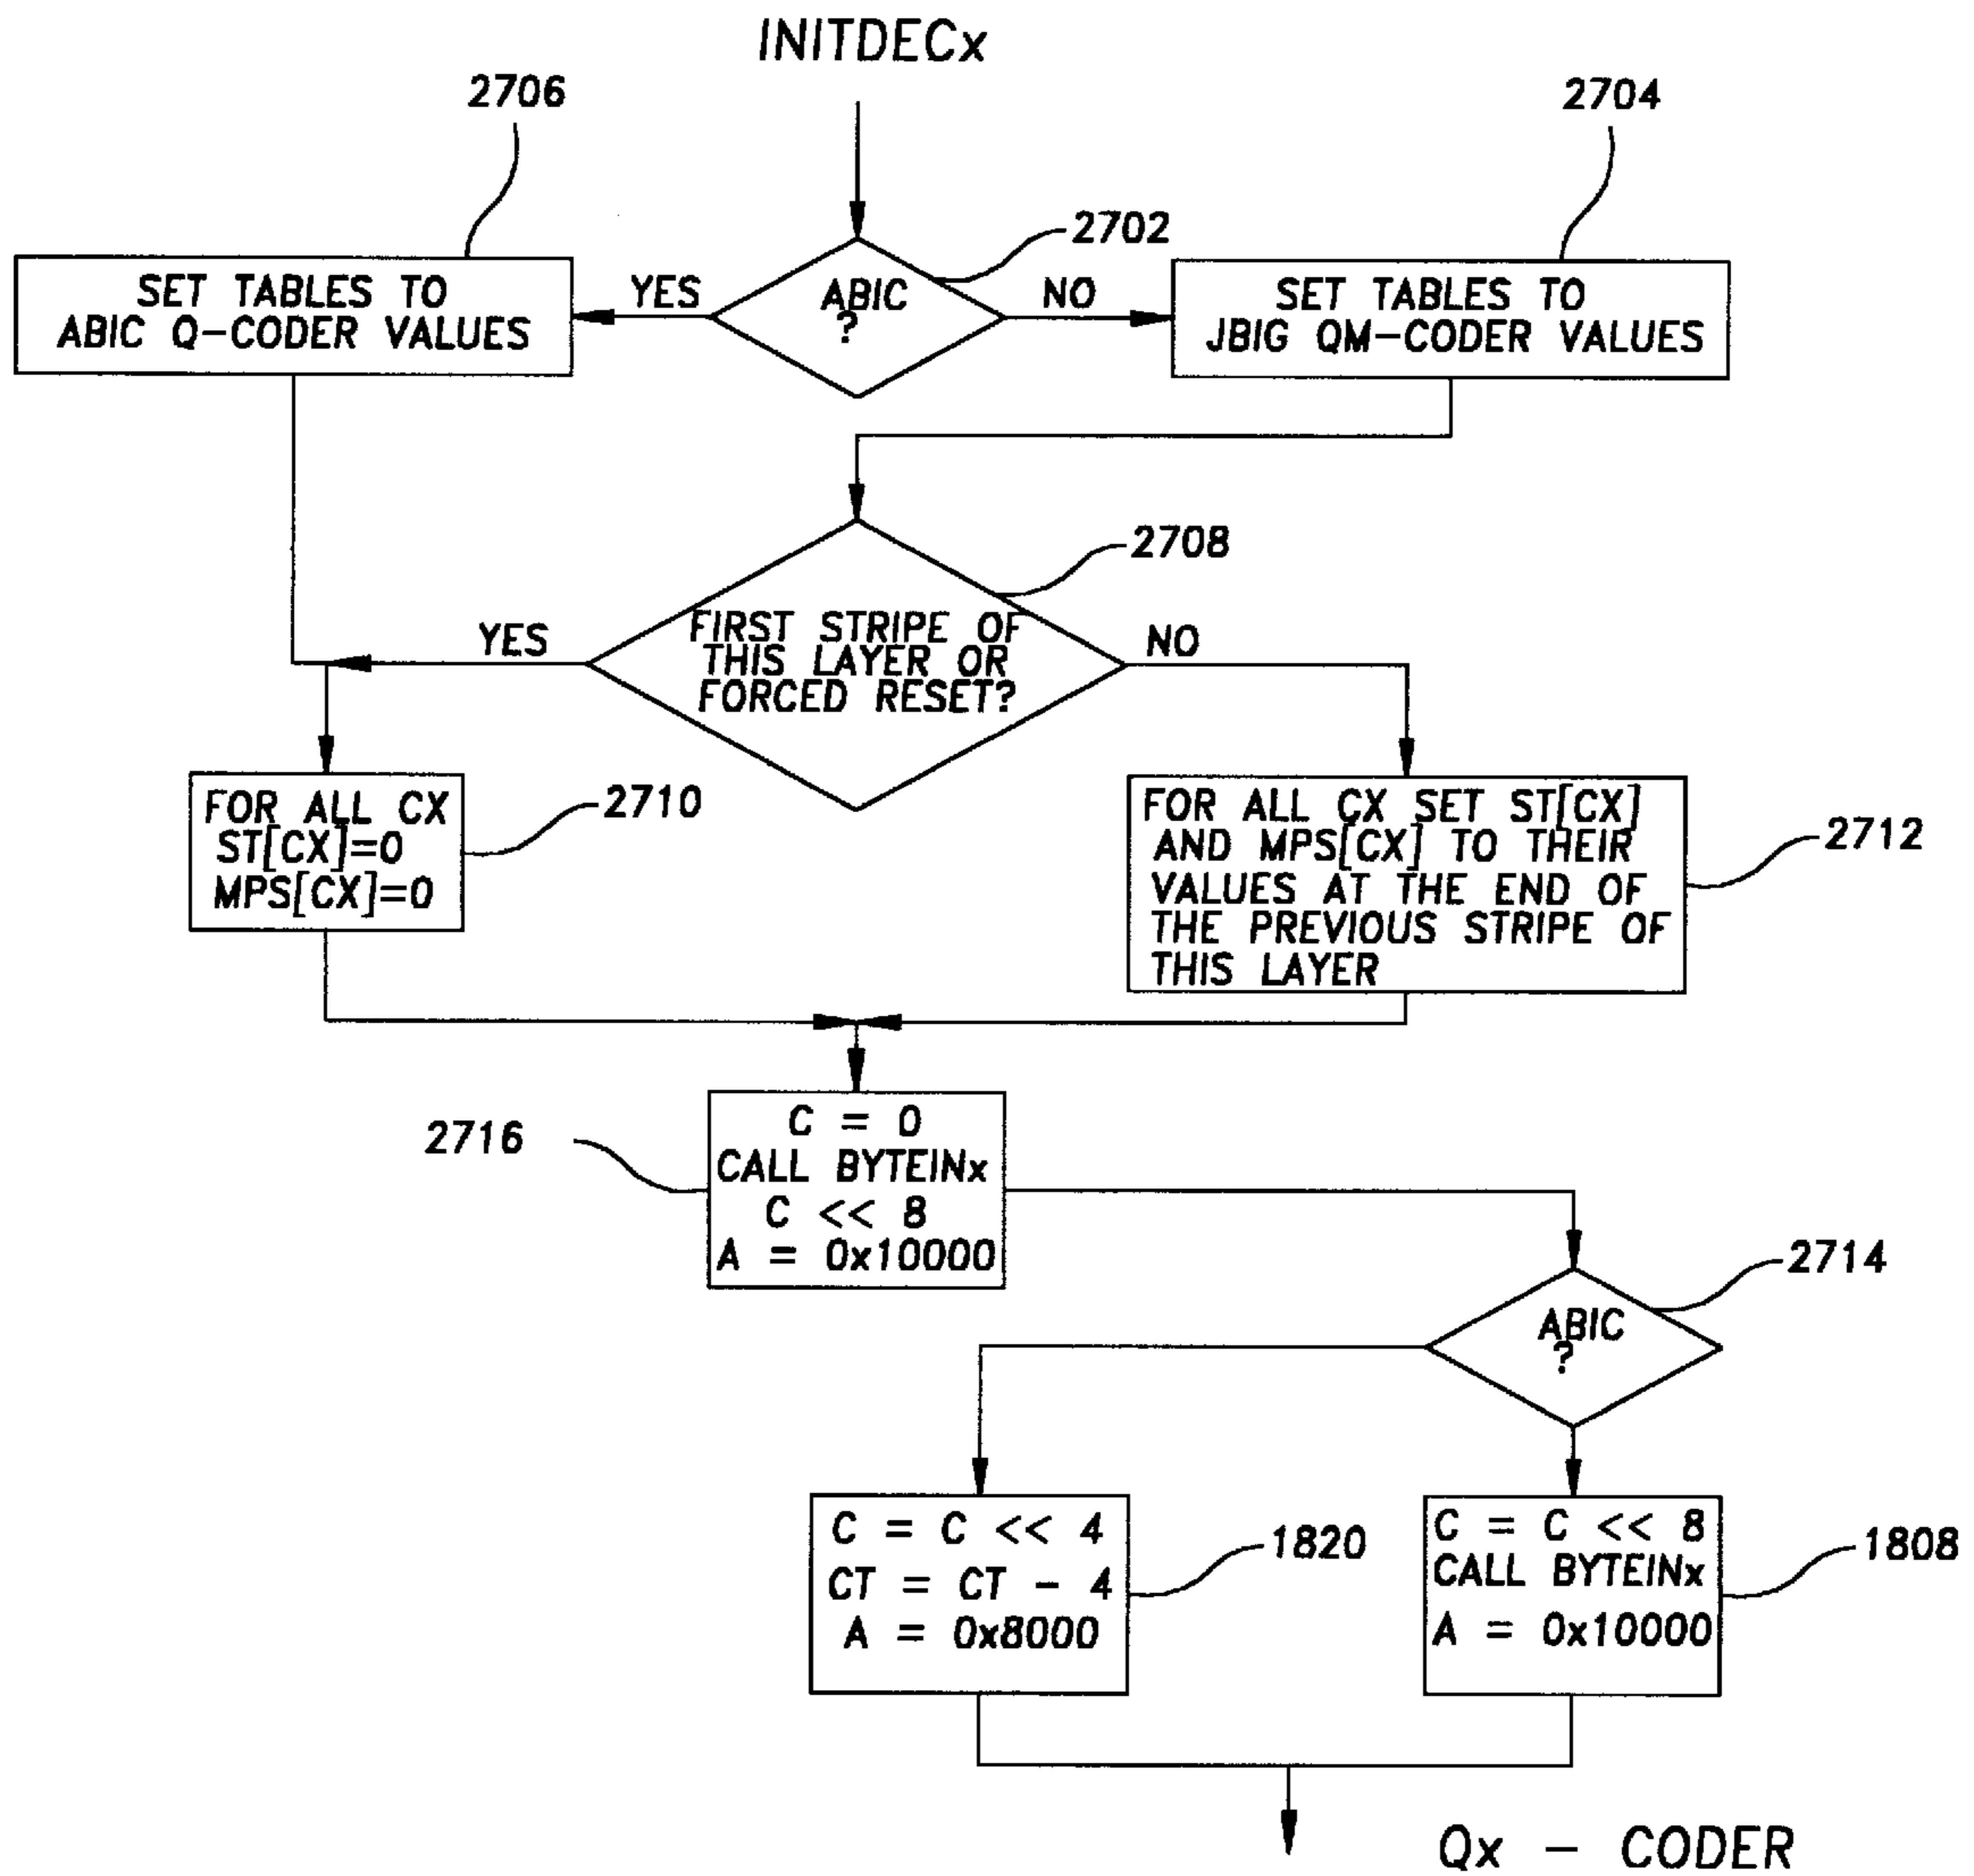 INITDECx
2706
2704
2702
SET TABLES TO
ABIC Q-CODER VALUES
YES
ABIC
?
NO
SET TABLES TO
JBIG QM-CODER VALUES
2708
YES
FIRST STRIPE OF
THIS LAYER OR
FORCED RESET?
NO
FOR ALL CX
ST[CX]=0
MPS[CX]=0
2710
FOR ALL CX SET ST[CX]
AND MPS[CX] TO THEIR
VALUES AT THE END OF
THE PREVIOUS STRIPE OF
THIS LAYER
2712
2716
C = 0
CALL BYTEINx
C << 8
A = 0x10000
2714
ABIC
?
C = C << 4
CT = CT - 4
A = 0x8000
1820
C = C << 8
CALL BYTEINx
A = 0x10000
1808
Qx - CODER